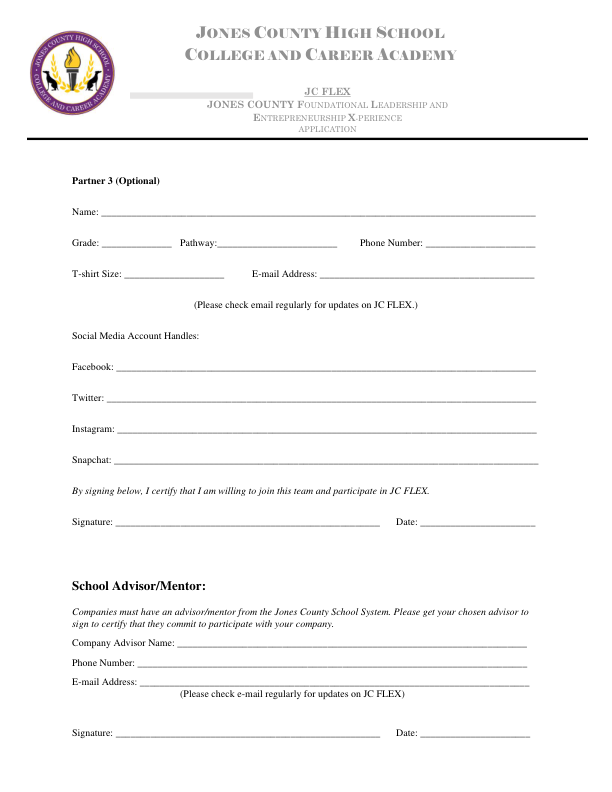 JONES COUNTY HIGH SCHOOL
COLLEGE AND CAREER ACADEMY
JONES COUNTY HIGH SCHOOL
COLLEGE AND CAREER ACADEMY
JC FLEX
JONES COUNTY FOUNDATIONAL LEADERSHIP AND
ENTREPRENEURSHIP X-PERIENCE
APPLICATION
Partner 3 (Optional)
Name: ______________________________
Grade: ______________ Pathway:________________________ Phone Number: ______________________
T-shirt Size: ____________________ E-mail Address: ______________________________
(Please check email regularly for updates on JC FLEX.)
Social Media Account Handles:
Facebook: ______________________________
Twitter: ______________________________
Instagram: ______________________________
Snapchat: ______________________________
By signing below, I certify that I am willing to join this team and participate in JC FLEX.
Signature: ______________________________ Date: ______________________
School Advisor/Mentor:
Companies must have an advisor/mentor from the Jones County School System. Please get your chosen advisor to
sign to certify that they commit to participate with your company.
Company Advisor Name: ______________________________
Phone Number: ______________________________
E-mail Address: ______________________________
(Please check e-mail regularly for updates on JC FLEX)
Signature: ______________________________ Date: ______________________